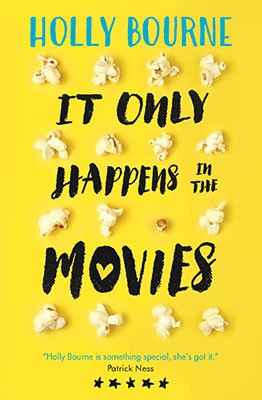 HOLLY BOURNE
IT ONLY
HAPPENS IN THE
MOVIES
"Holly Bourne is something special, she's got it."
Patrick Ness